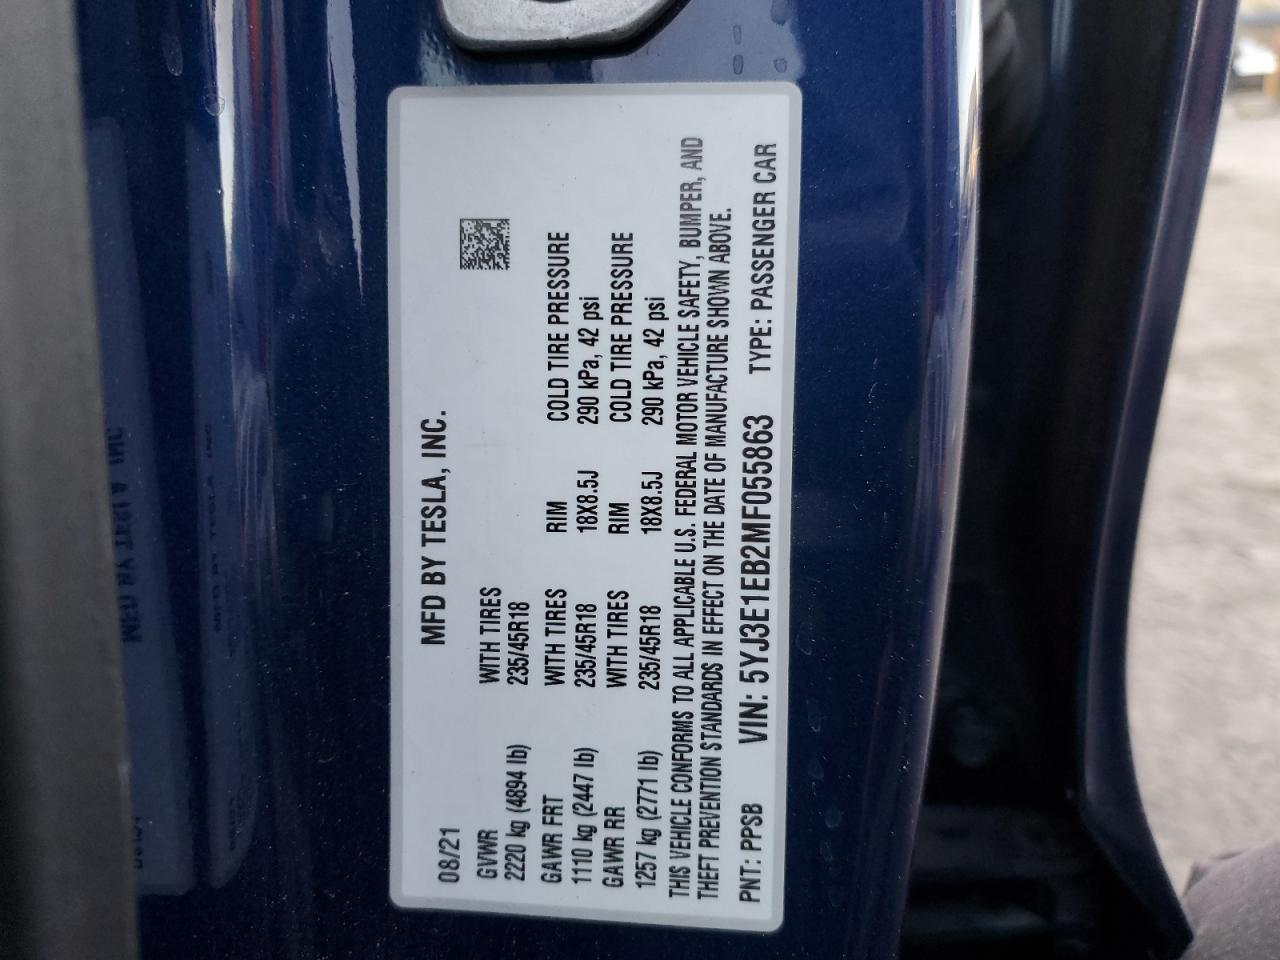 MFD BY TESLA, INC.
08/21
GVWR WITH TIRES
2220 kg (4894 lb) 235/45R18
GAWR FRT WITH TIRES RIM COLD TIRE PRESSURE
1110 kg (2447 lb) 235/45R18 18X8.5J 290 kPa, 42 psi
GAWR RR WITH TIRES RIM COLD TIRE PRESSURE
1257 kg (2771 lb) 235/45R18 18X8.5J 290 kPa, 42 psi
THIS VEHICLE CONFORMS TO ALL APPLICABLE U.S. FEDERAL MOTOR VEHICLE SAFETY, BUMPER, AND
THEFT PREVENTION STANDARDS IN EFFECT ON THE DATE OF MANUFACTURE SHOWN ABOVE.
PNT: PPSB VIN: 5YJ3E1EB2MF055863 TYPE: PASSENGER CAR